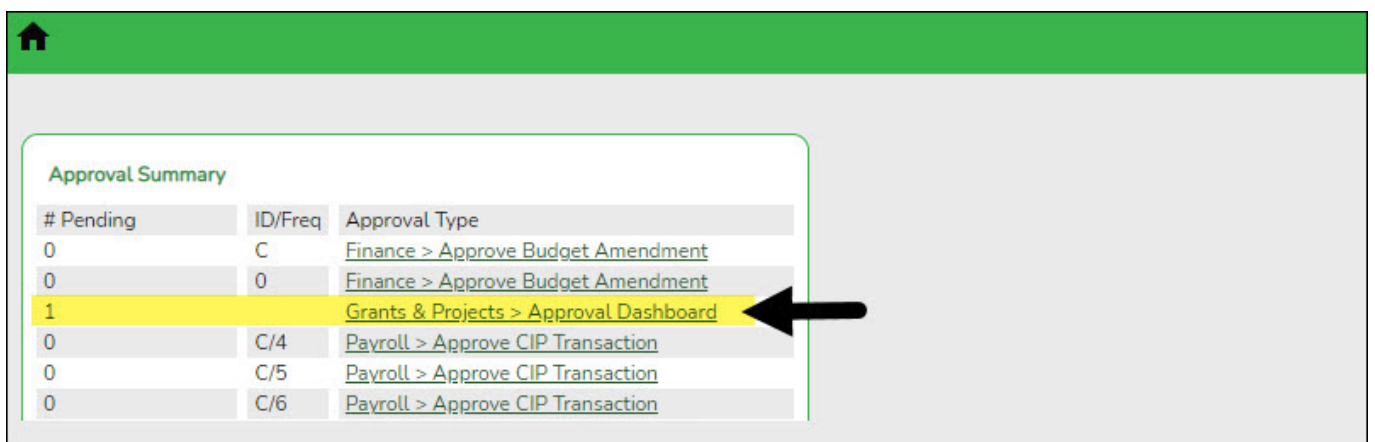 Approval Summary
# Pending ID/Freq Approval Type
0 C Finance > Approve Budget Amendment
0 0 Finance > Approve Budget Amendment
1 Grants & Projects > Approval Dashboard
0 C/4 Payroll > Approve CIP Transaction
0 C/5 Payroll > Approve CIP Transaction
0 C/6 Payroll > Approve CIP Transaction